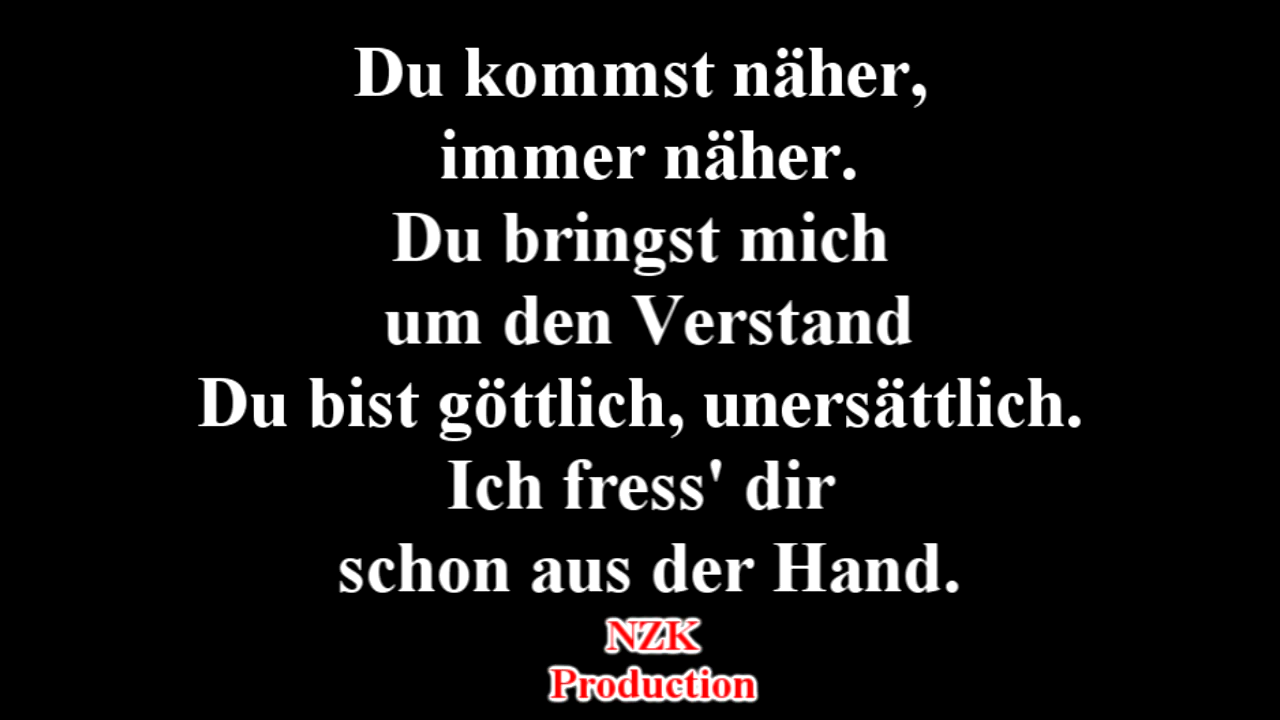 Du kommst näher,
immer näher.
Du bringst mich
um den Verstand
Du bist göttlich, unersättlich.
Ich fress' dir
schon aus der Hand.
NZK
Production